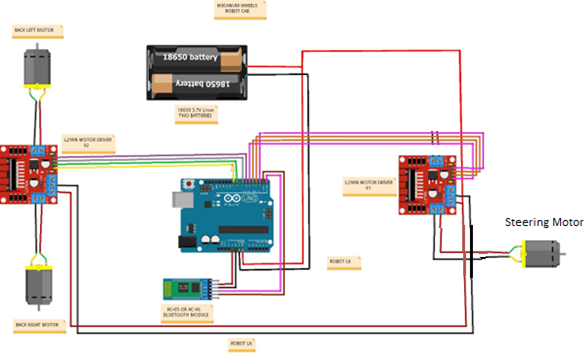 MECANUM WHEELS
ROBOT CAR
BACK LEFT MOTOR
18650 battery
18650 battery
18650 3.7V Li-ion
TWO BATTERIES
L298N MOTOR DRIVER
02
L298N MOTOR DRIVER
01
UNO
ARDUINO
Steering Motor
ROBOT LK
HC-05 OR HC-06
BLUETOOTH MODULE
BACK RIGHT MOTOR
ROBOT LK